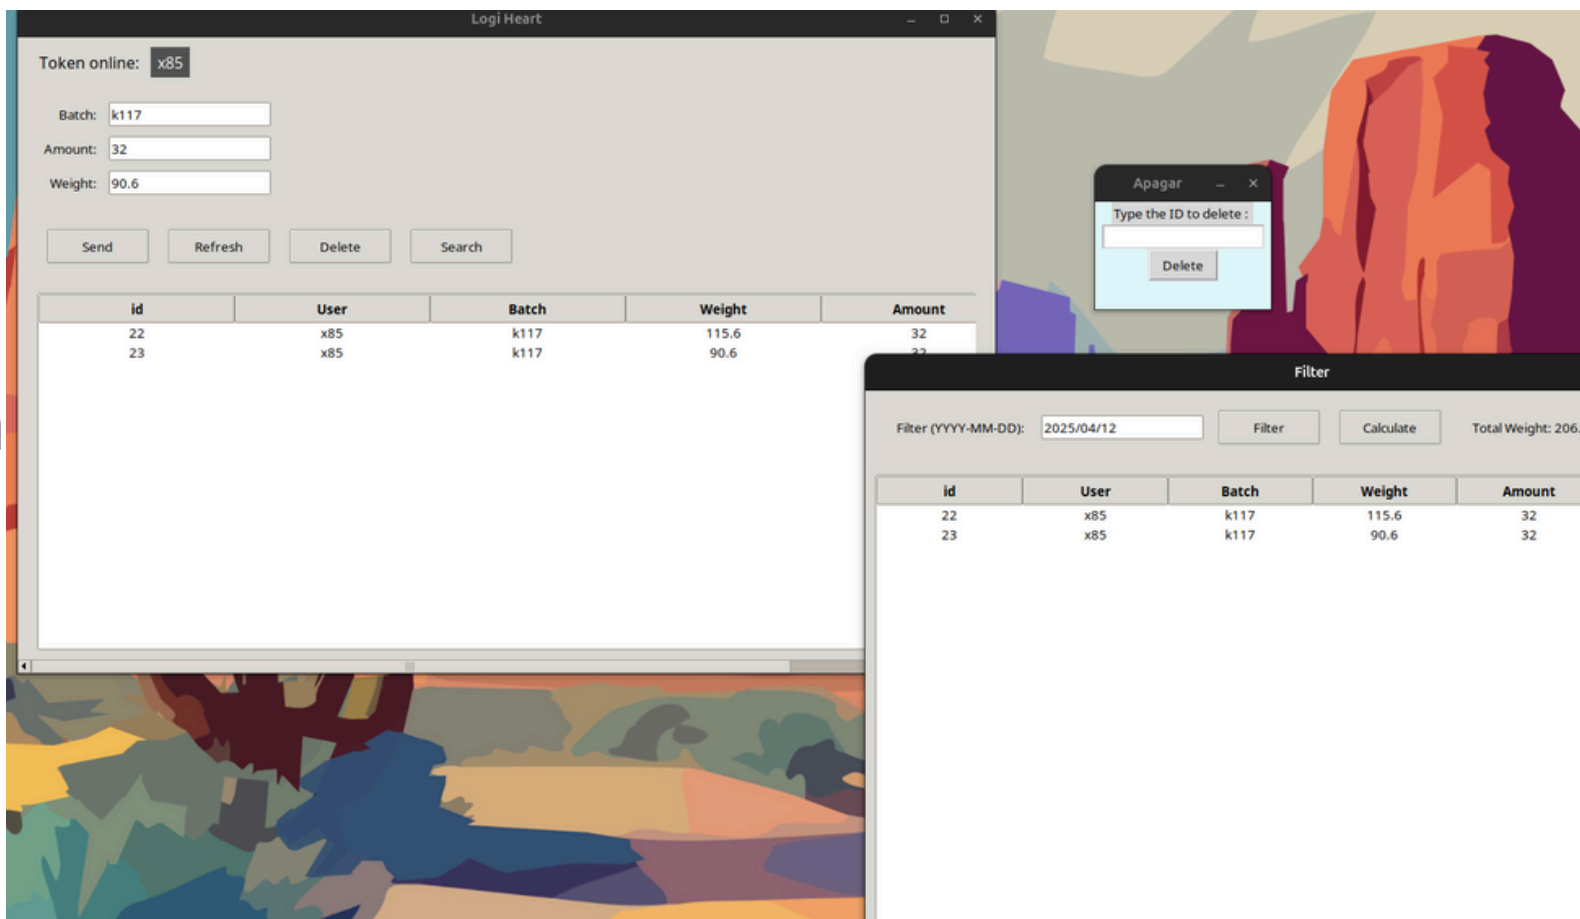 Logi Heart
Token online: x85
Batch: k117
Amount: 32
Weight: 90.6
Send Refresh Delete Search
id User Batch Weight Amount
22 x85 k117 115.6 32
23 x85 k117 90.6 32
Apagar
Type the ID to delete :
Delete
Filter
Filter (YYYY-MM-DD): 2025/04/12 Filter Calculate Total Weight: 206.
id User Batch Weight Amount
22 x85 k117 115.6 32
23 x85 k117 90.6 32